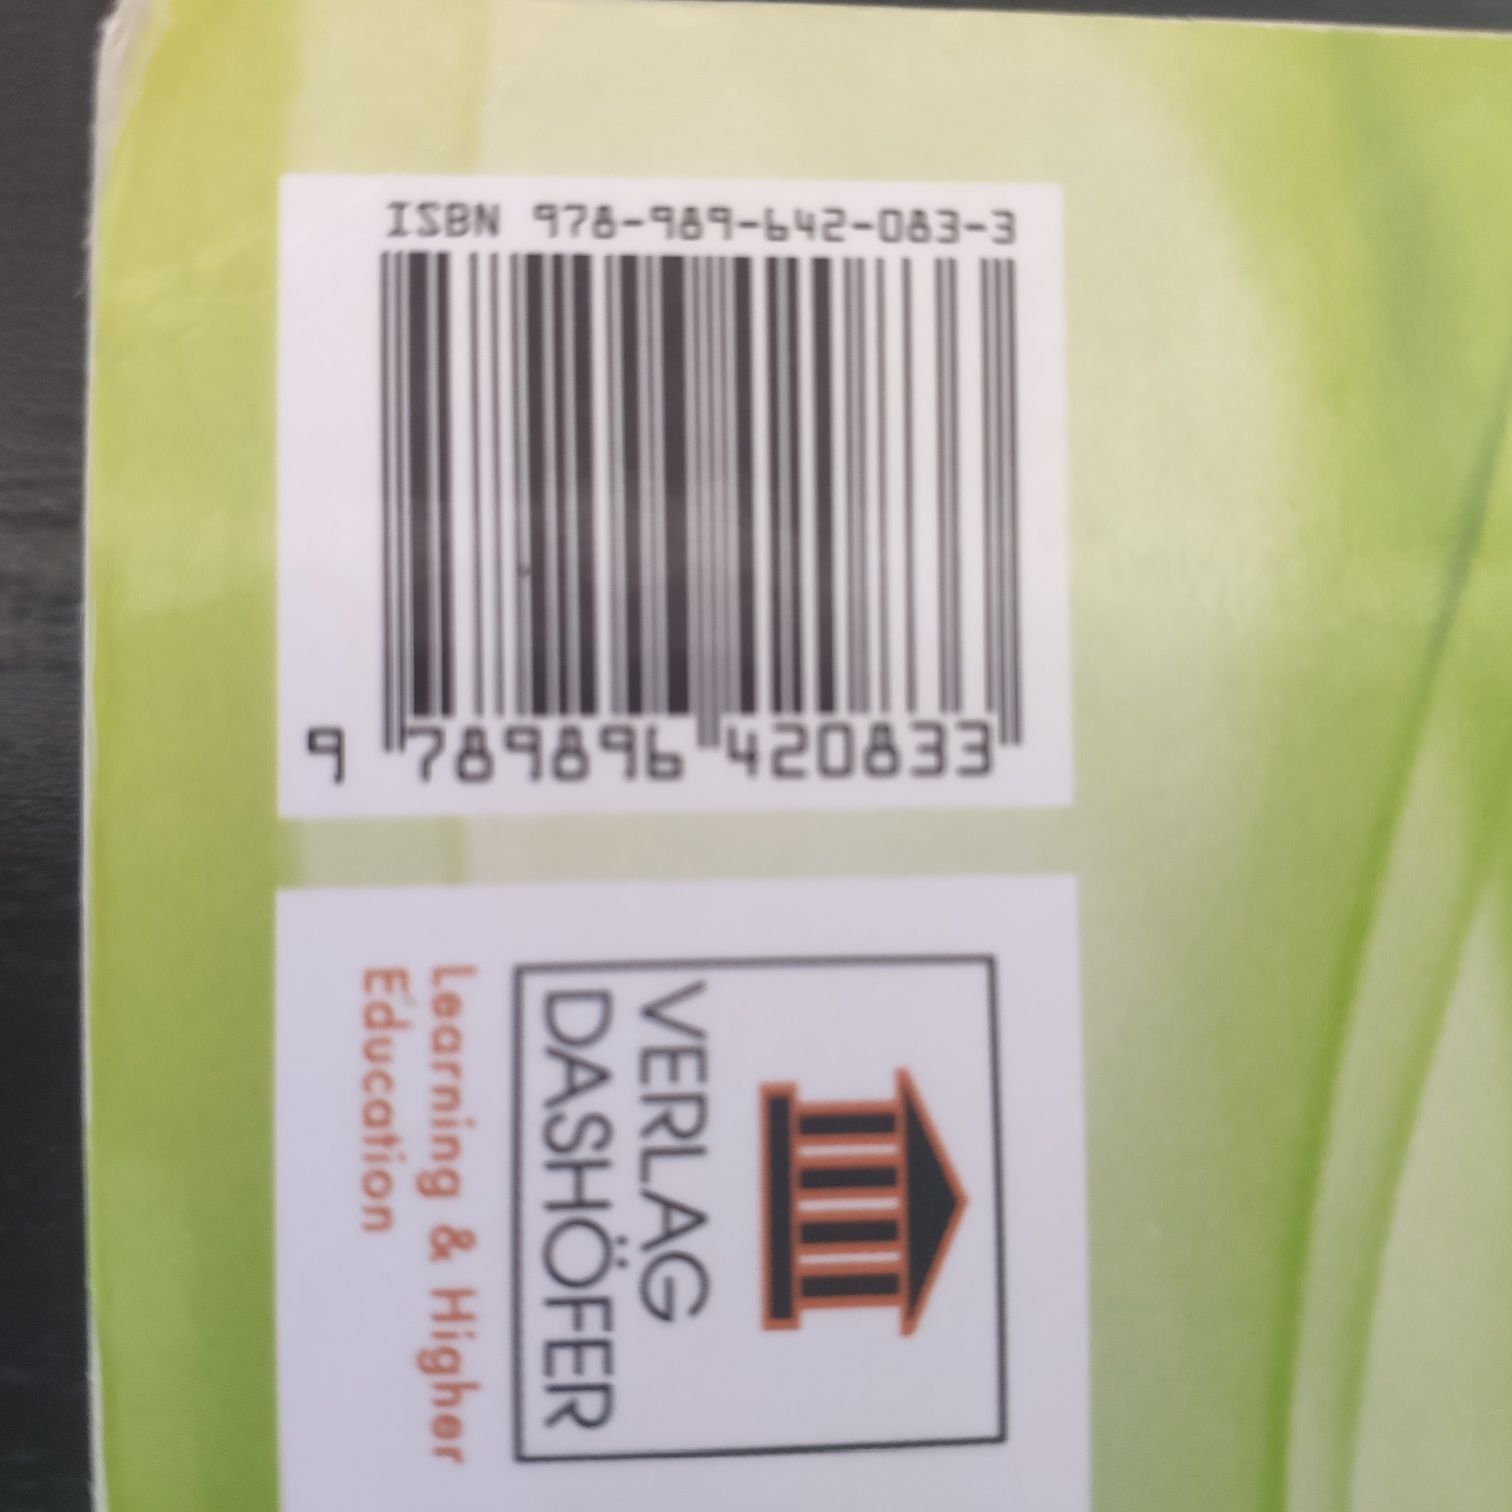 ISBN 978-989-642-083-3
9 789896 420833
VERLAG
DASHÖFER
Learning & Higher
Education